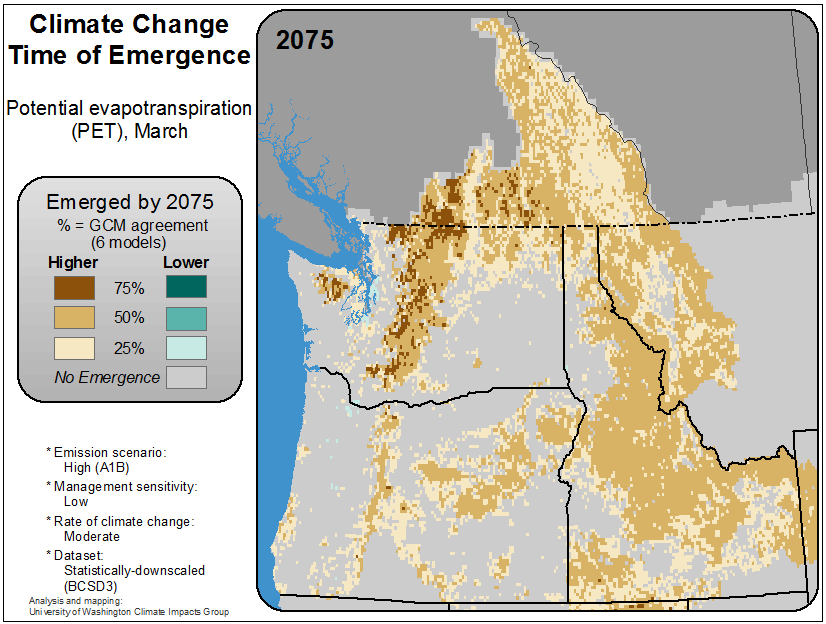 Climate Change
Time of Emergence
Potential evapotranspiration
(PET), March
Emerged by 2075
% = GCM agreement
(6 models)
Higher Lower
75%
50%
25%
No Emergence
* Emission scenario:
High (A1B)
* Management sensitivity:
Low
* Rate of climate change:
Moderate
* Dataset:
Statistically-downscaled
(BCSD3)
Analysis and mapping:
University of Washington Climate Impacts Group
2075